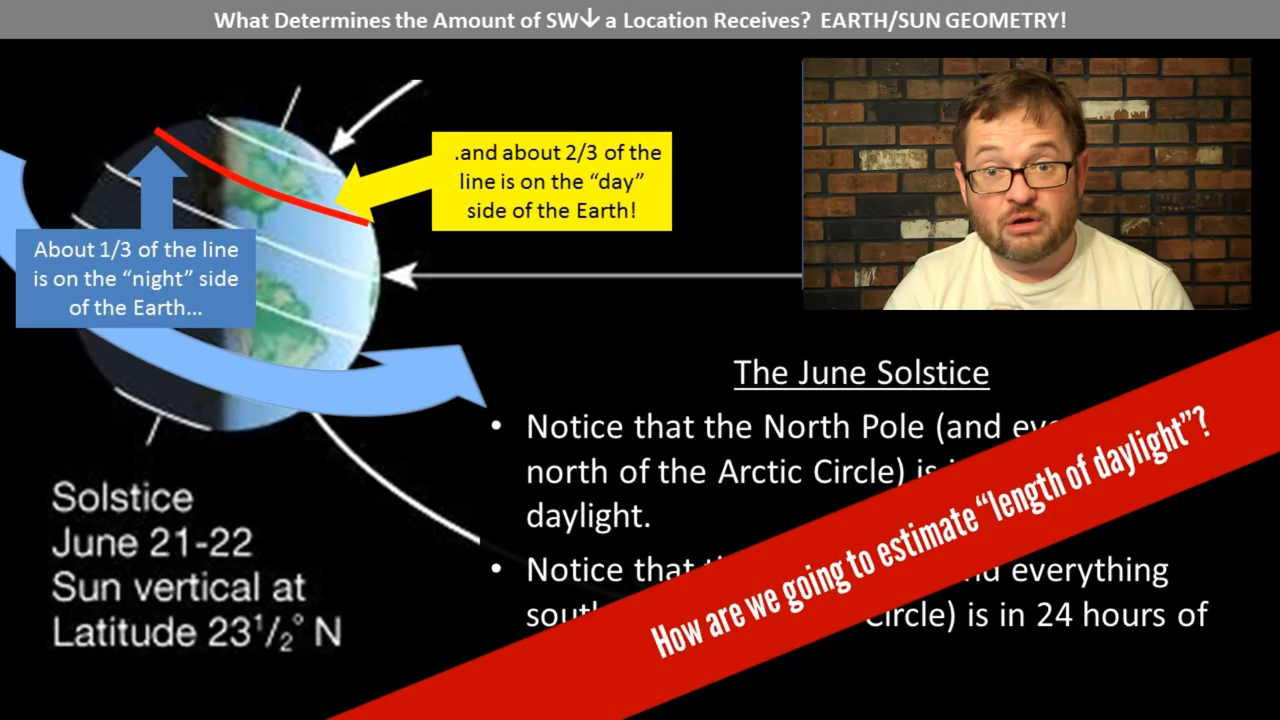 What Determines the Amount of SW↓ a Location Receives? EARTH/SUN GEOMETRY!
.and about 2/3 of the
line is on the “day”
side of the Earth!
About 1/3 of the line
is on the “night” side
of the Earth...
Solstice
June 21-22
Sun vertical at
Latitude 23¹/₂° N
The June Solstice
• Notice that the North Pole (and
north of the Arctic Circle) is
daylight.
• Notice that everything
Circle) is in 24 hours of
How are we going to estimate “length of daylight”?